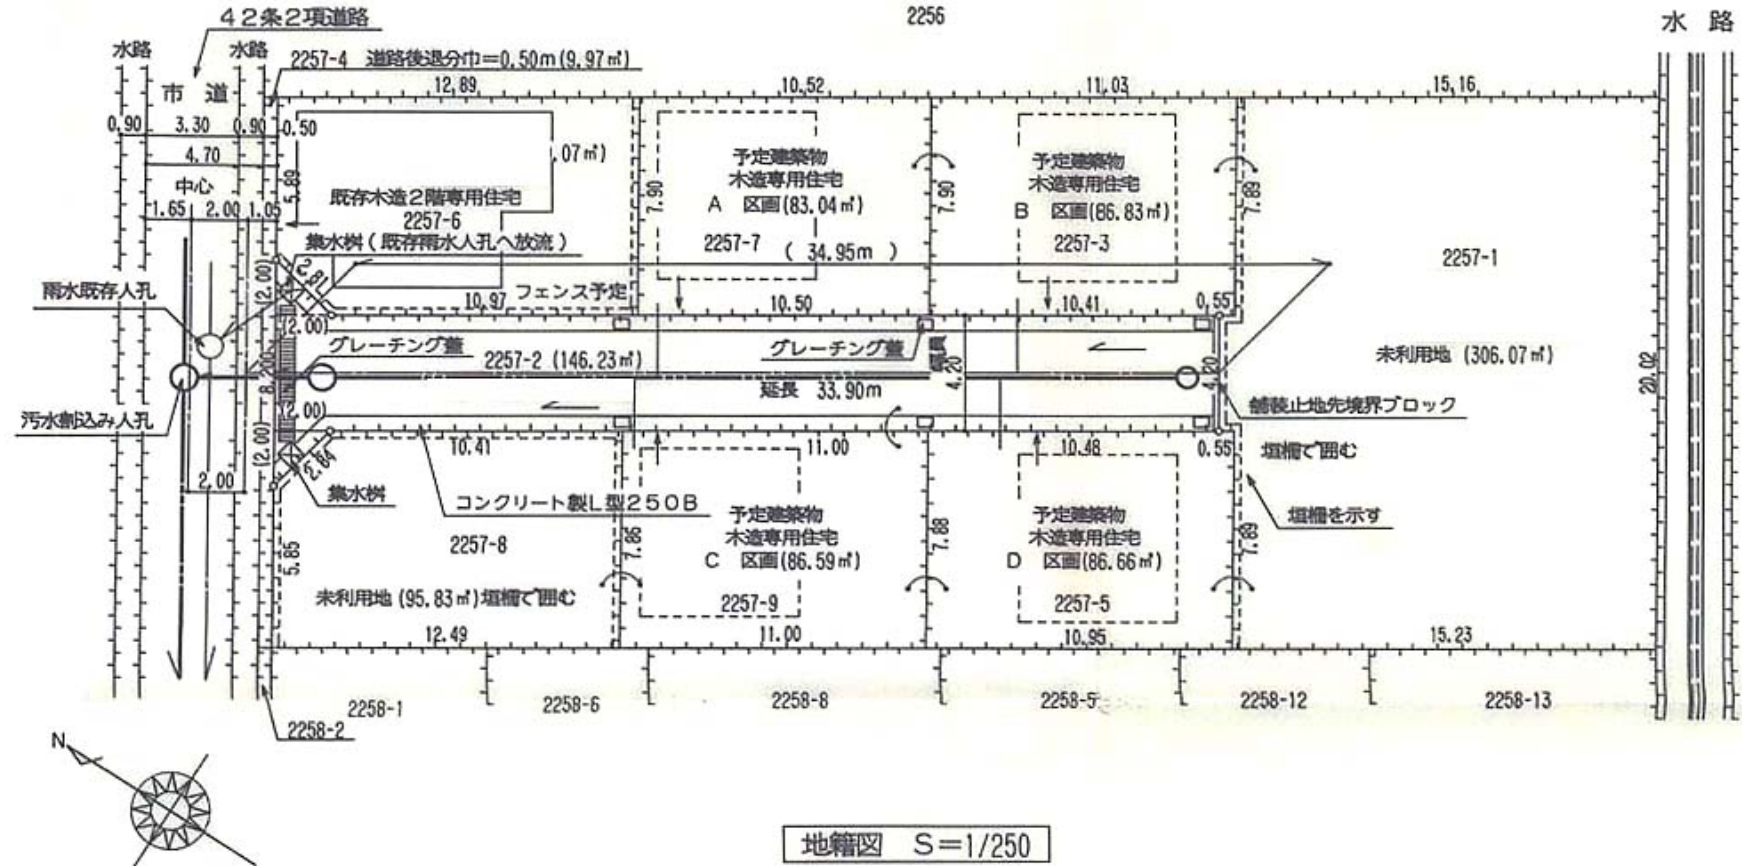 42条2項道路
2256
水 路
水路
水路
2257-4 道路後退分巾=0.50m(9.97㎡)
市 道
12.89
10.52
11.03
15.16
0.90
3.30
0.90
0.50
4.70
中心
1.65
2.00
1.05
5.89
.07㎡)
既存木造2階専用住宅
2257-6
集水桝(既存雨水人孔へ放流)
7.90
予定建築物
木造専用住宅
A 区画(83.04㎡)
2257-7
7.90
予定建築物
木造専用住宅
B 区画(86.83㎡)
2257-3
7.89
( 34.95m )
2257-1
雨水既存人孔
(2.00)
2.81
10.97
フェンス予定
10.50
10.41
0.55
(2.00)
グレーチング蓋
2257-2 (146.23㎡)
グレーチング蓋
幅員
4.20
4.20
未利用地 (306.07㎡)
20.02
8.20
延長 33.90m
舗装止地先境界ブロック
汚水割込み人孔
(2.00)
(2.00)
2.84
10.41
11.00
10.48
0.55
垣柵で囲む
2.00
集水桝
コンクリート製L型250B
垣柵を示す
5.85
2257-8
未利用地 (95.83㎡)垣柵で囲む
7.86
予定建築物
木造専用住宅
C 区画(86.59㎡)
2257-9
7.88
予定建築物
木造専用住宅
D 区画(86.66㎡)
2257-5
7.89
12.49
11.00
10.95
15.23
2258-1
2258-6
2258-8
2258-5
2258-12
2258-13
2258-2
N
地籍図 S=1/250